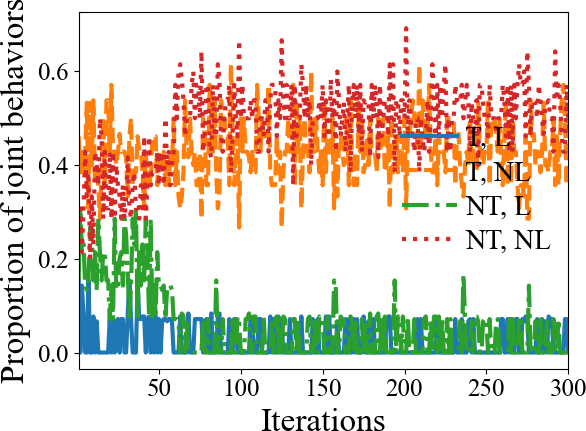 Proportion of joint behaviors
0.6
0.4
0.2
0.0
T, L
T, NL
NT, L
NT, NL
50 100 150 200 250 300
Iterations